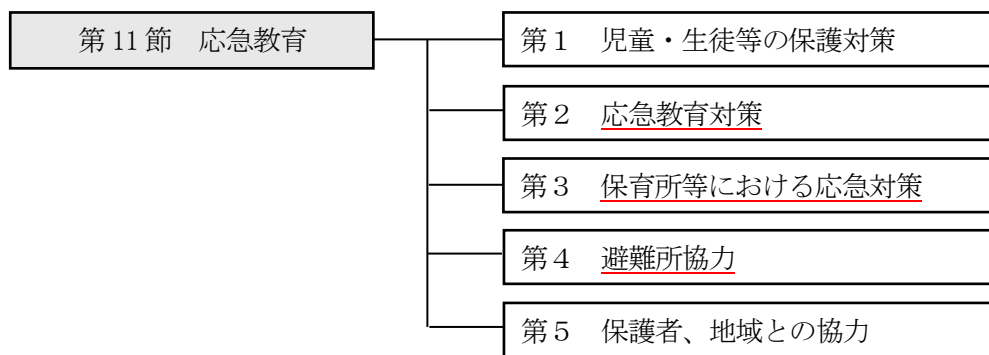 第11節　応急教育
第１　児童・生徒等の保護対策
第２　応急教育対策
第３　保育所等における応急対策
第４　避難所協力
第５　保護者、地域との協力